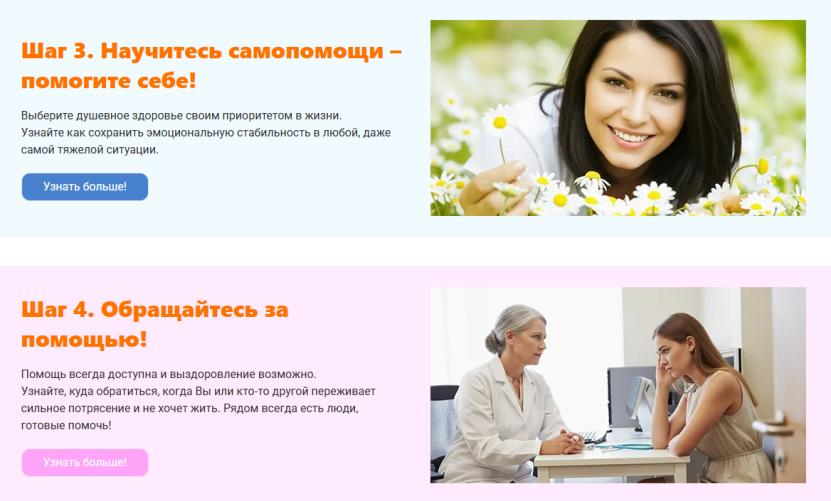 Шаг 3. Научитесь самопомощи –
помогите себе!
Выберите душевное здоровье своим приоритетом в жизни.
Узнайте как сохранить эмоциональную стабильность в любой, даже
самой тяжелой ситуации.
Узнать больше!
Шаг 4. Обращайтесь за
помощью!
Помощь всегда доступна и выздоровление возможно.
Узнайте, куда обратиться, когда Вы или кто-то другой переживает
сильное потрясение и не хочет жить. Рядом всегда есть люди,
готовые помочь!
Узнать больше!